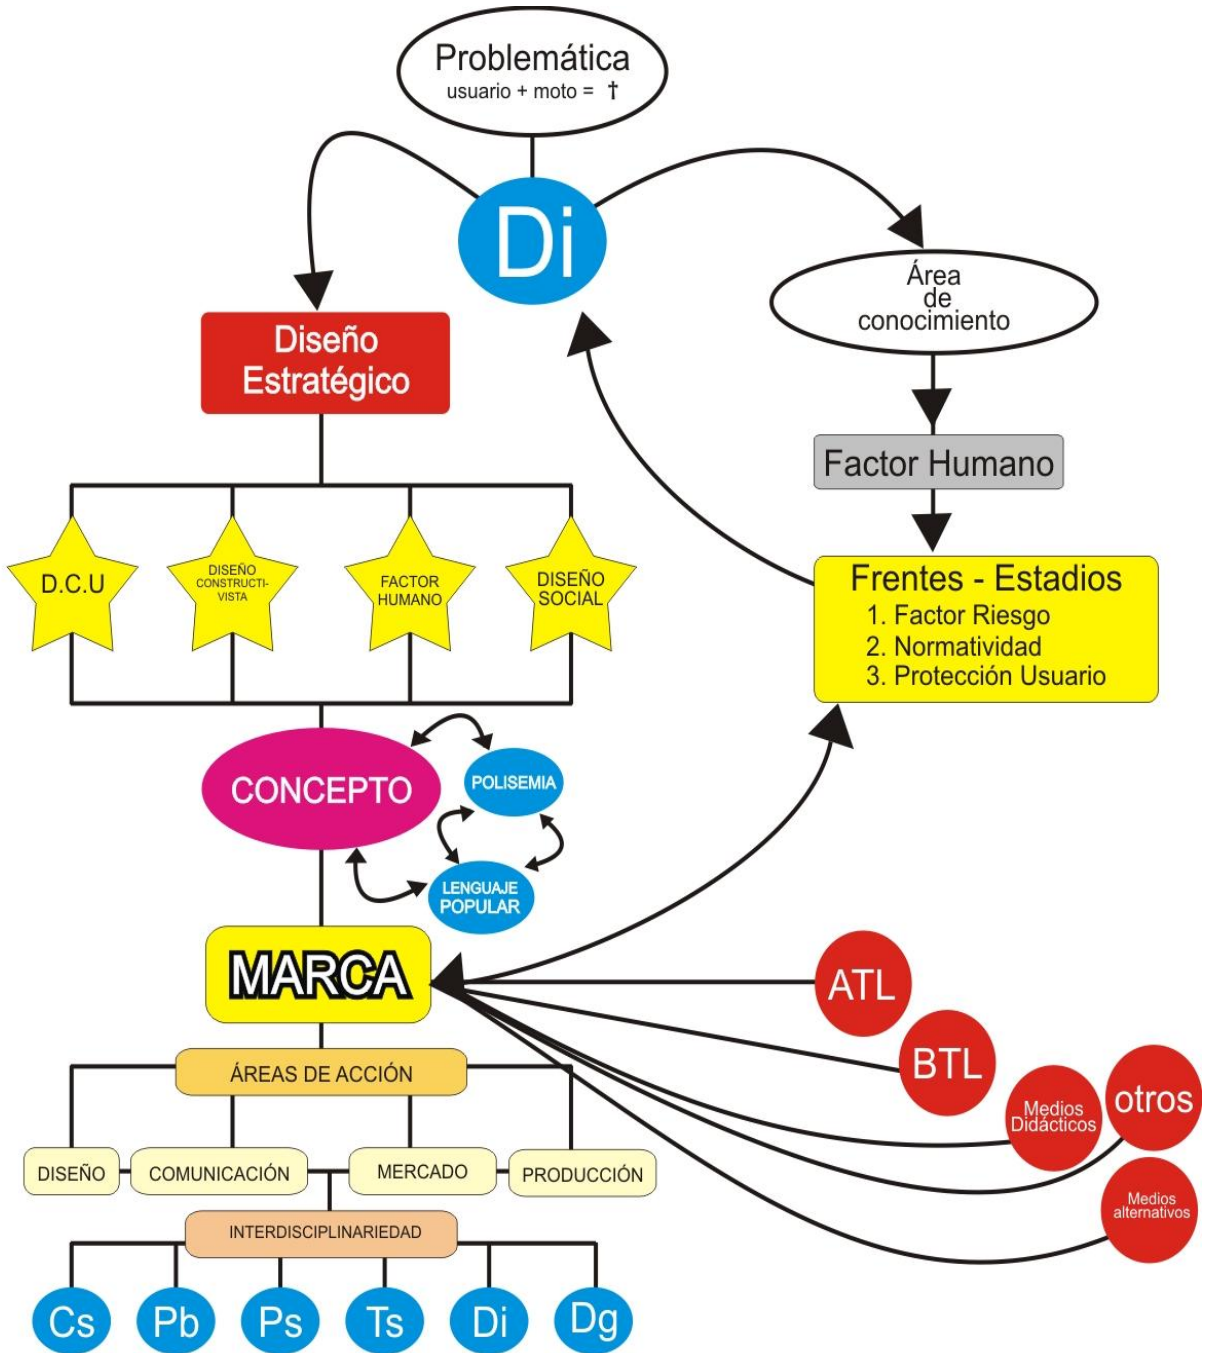 Problemática
usuario + moto = †
Di
Área
de
conocimiento
Diseño
Estratégico
Factor Humano
D.C.U
DISEÑO
CONSTRUCTI-
VISTA
FACTOR
HUMANO
DISEÑO
SOCIAL
Frentes - Estadios
1. Factor Riesgo
2. Normatividad
3. Protección Usuario
CONCEPTO
POLISEMIA
LENGUAJE
POPULAR
MARCA
ATL
BTL
Medios
Didácticos
otros
Medios
alternativos
ÁREAS DE ACCIÓN
DISEÑO
COMUNICACIÓN
MERCADO
PRODUCCIÓN
INTERDISCIPLINARIEDAD
Cs
Pb
Ps
Ts
Di
Dg